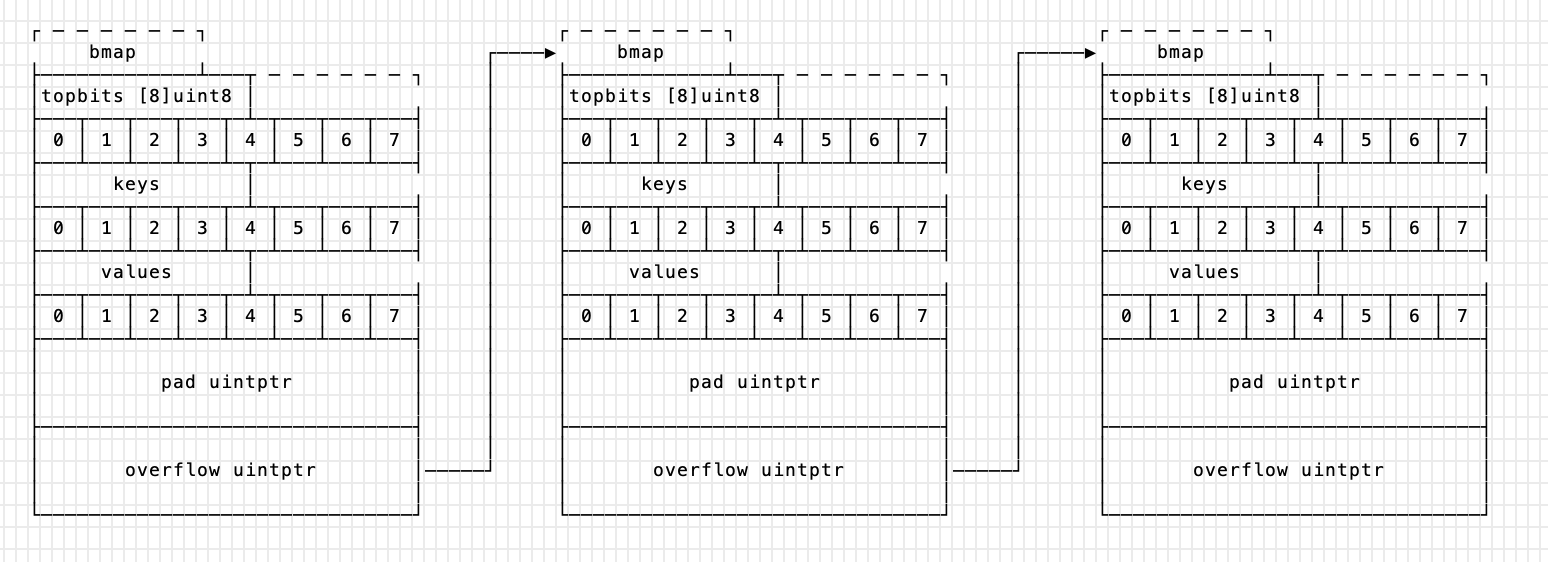 bmap
topbits [8]uint8
0 1 2 3 4 5 6 7
keys
0 1 2 3 4 5 6 7
values
0 1 2 3 4 5 6 7
pad uintptr
overflow uintptr
bmap
topbits [8]uint8
0 1 2 3 4 5 6 7
keys
0 1 2 3 4 5 6 7
values
0 1 2 3 4 5 6 7
pad uintptr
overflow uintptr
bmap
topbits [8]uint8
0 1 2 3 4 5 6 7
keys
0 1 2 3 4 5 6 7
values
0 1 2 3 4 5 6 7
pad uintptr
overflow uintptr